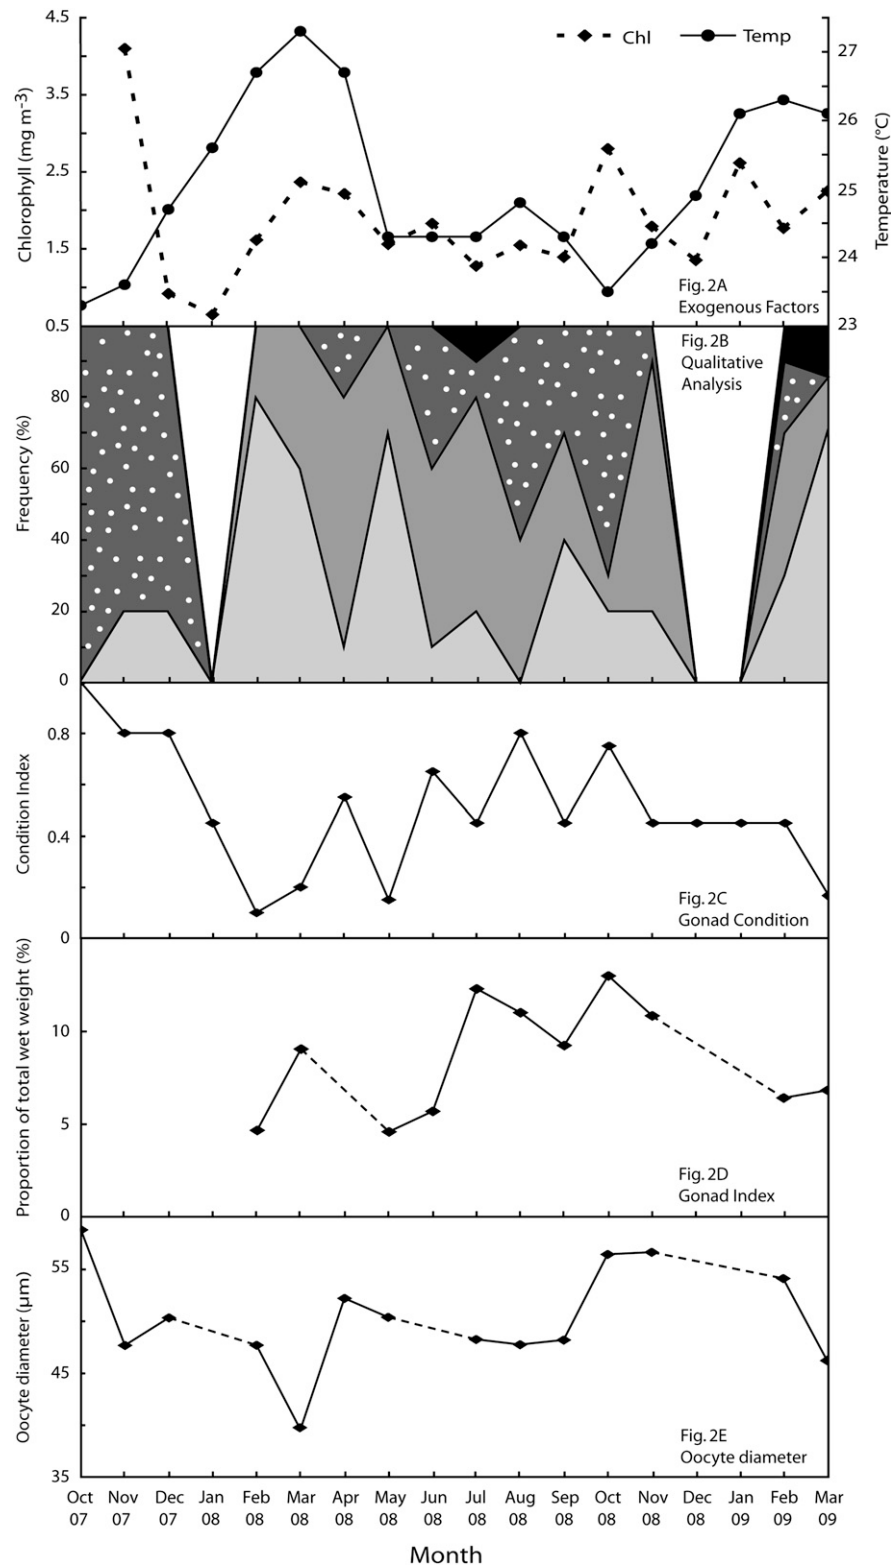 4.5
3.5
2.5
1.5
0.5
Chlorophyll (mg m-3)
Chl
Temp
27
26
25
24
23
Temperature (°C)
Fig. 2A
Exogenous Factors
80
60
40
20
0
Frequency (%)
Fig. 2B
Qualitative
Analysis
0.8
0.4
0
Condition Index
Fig. 2C
Gonad Condition
10
5
0
Proportion of total wet weight (%)
Fig. 2D
Gonad Index
55
45
35
Oocyte diameter (µm)
Fig. 2E
Oocyte diameter
Oct Nov Dec Jan Feb Mar Apr May Jun Jul Aug Sep Oct Nov Dec Jan Feb Mar
07 07 07 08 08 08 08 08 08 08 08 08 08 08 08 09 09 09
Month